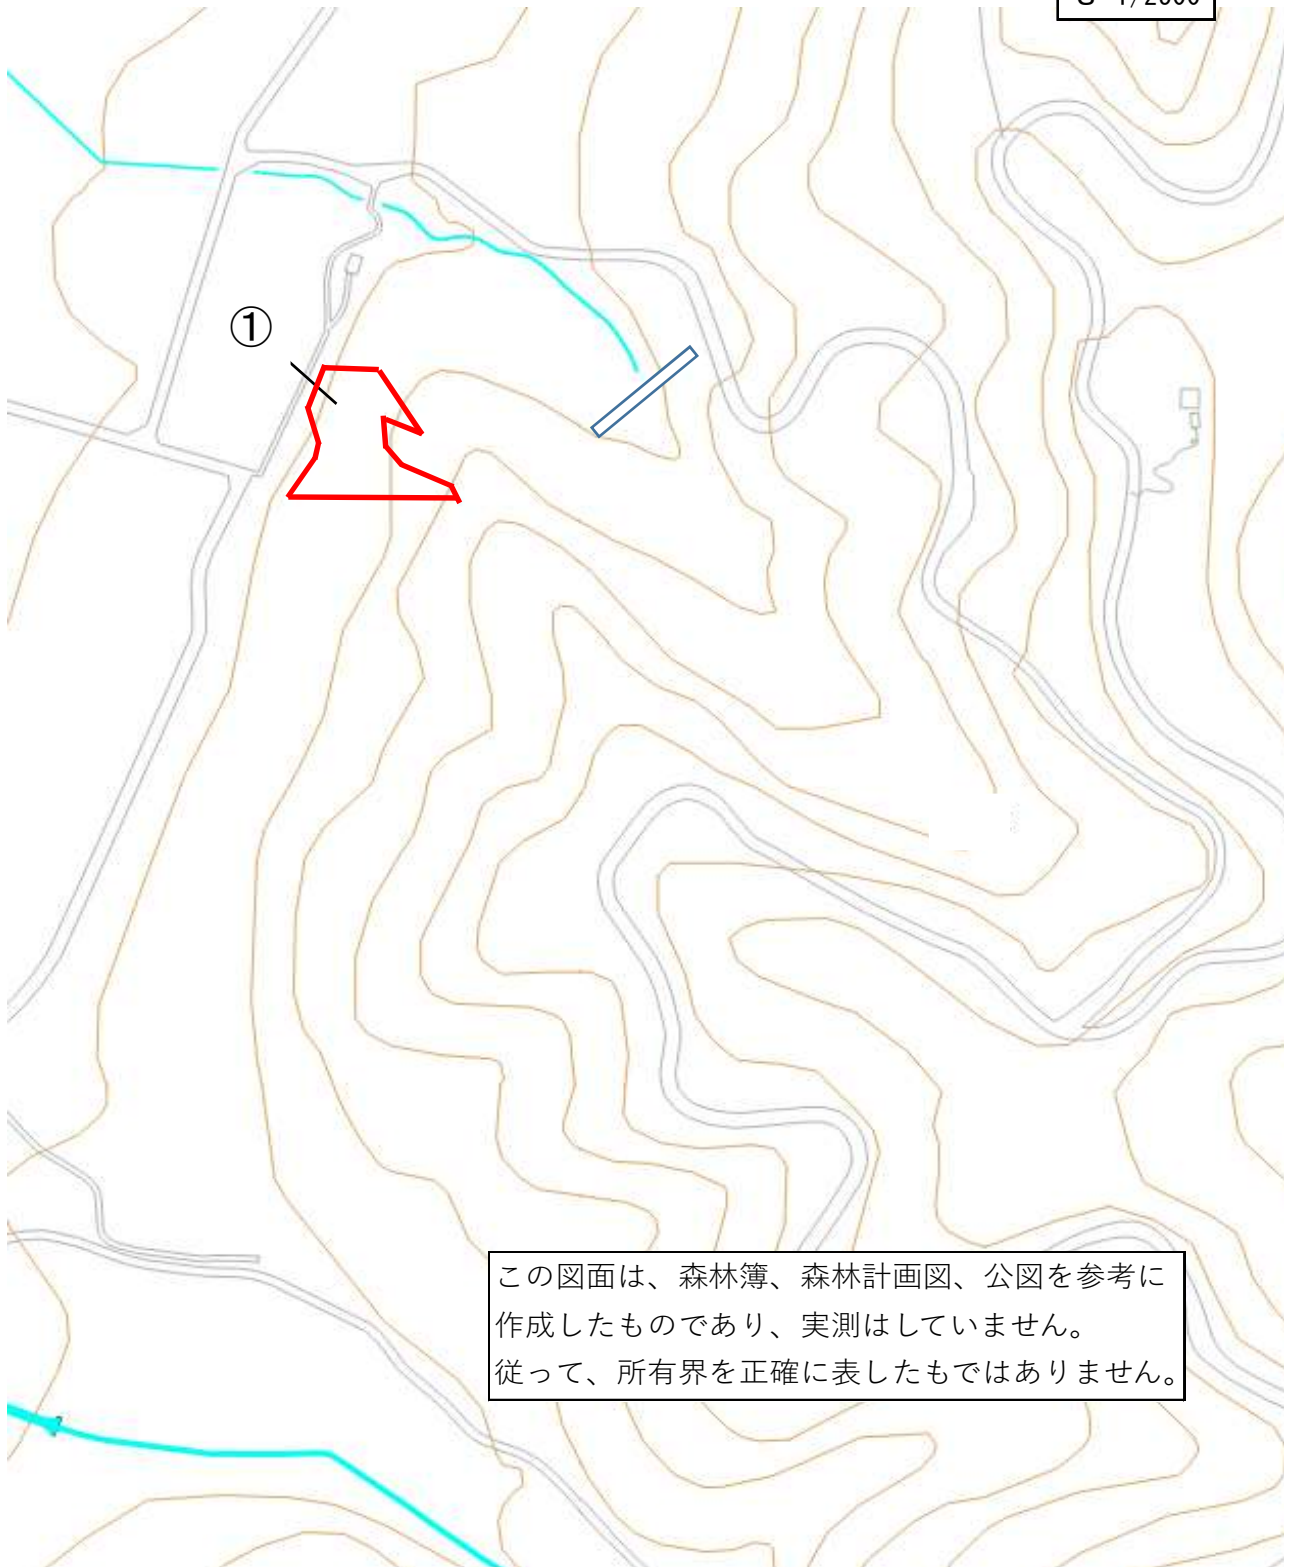 ①
この図面は、森林簿、森林計画図、公図を参考に
作成したものであり、実測はしていません。
従って、所有界を正確に表したもではありません。